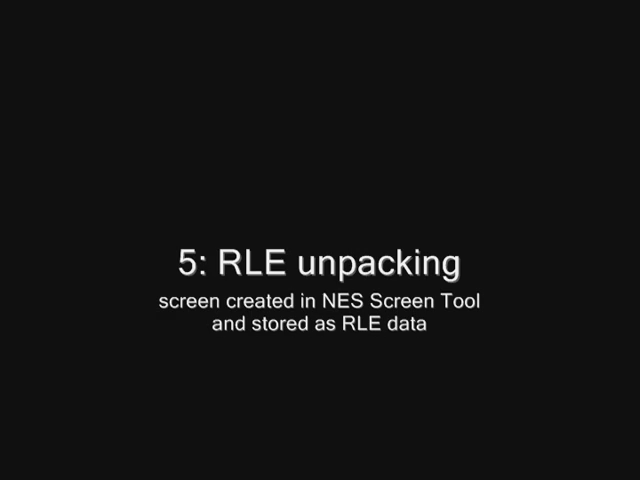 5: RLE unpacking
screen created in NES Screen Tool
and stored as RLE data